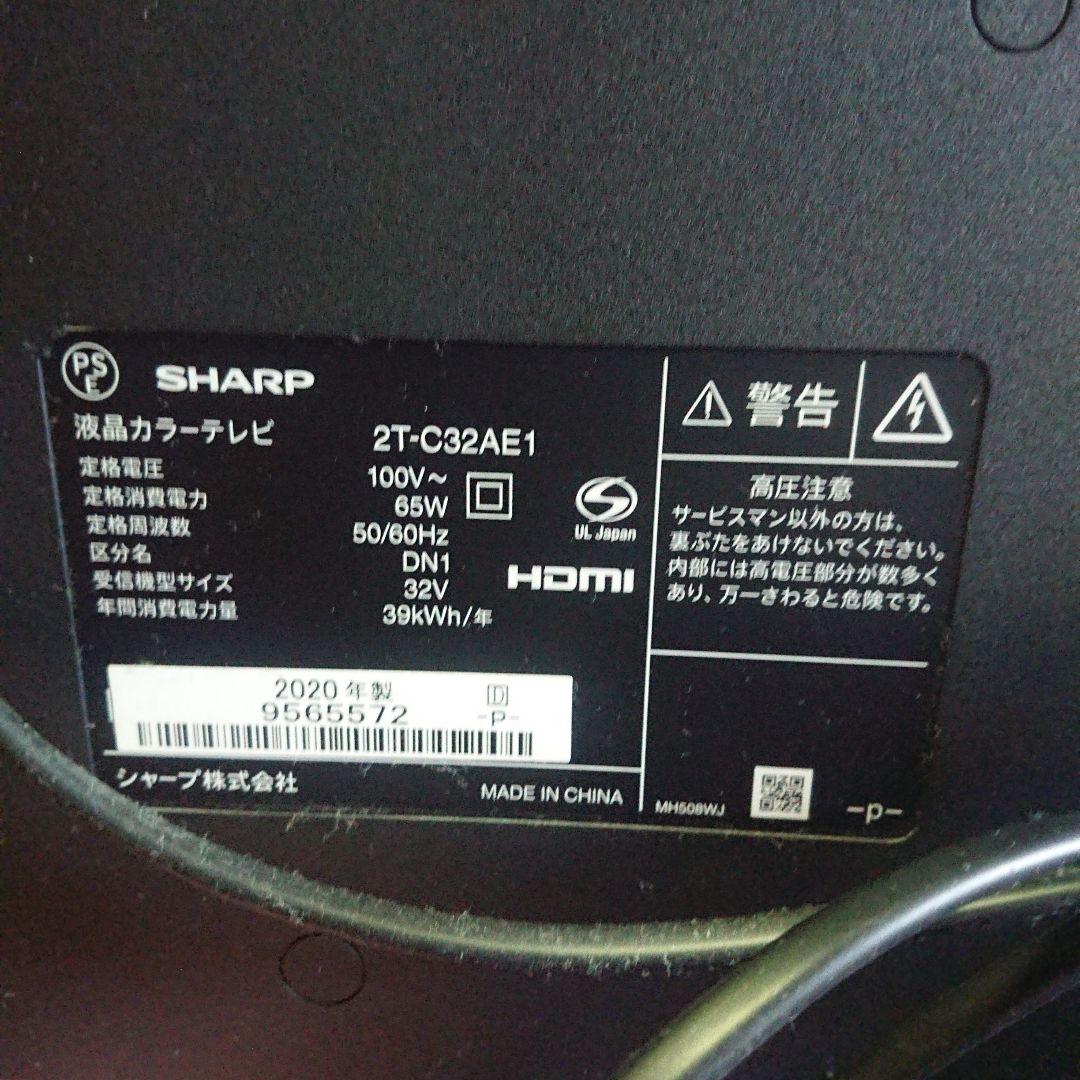 PSE SHARP
液晶カラーテレビ 2T-C32AE1
定格電圧 100V～
定格消費電力 65W
定格周波数 50/60Hz
区分名 DN1
受信機型サイズ 32V
年間消費電力量 39kWh/年
S
UL Japan
HDMI
2020 年製 D
9565572 -P-
シャープ株式会社 MADE IN CHINA
警告
高圧注意
サービスマン以外の方は、
裏ぶたをあけないでください。
内部には高電圧部分が数多く
あり、万一さわると危険です。
MH508WJ -p-